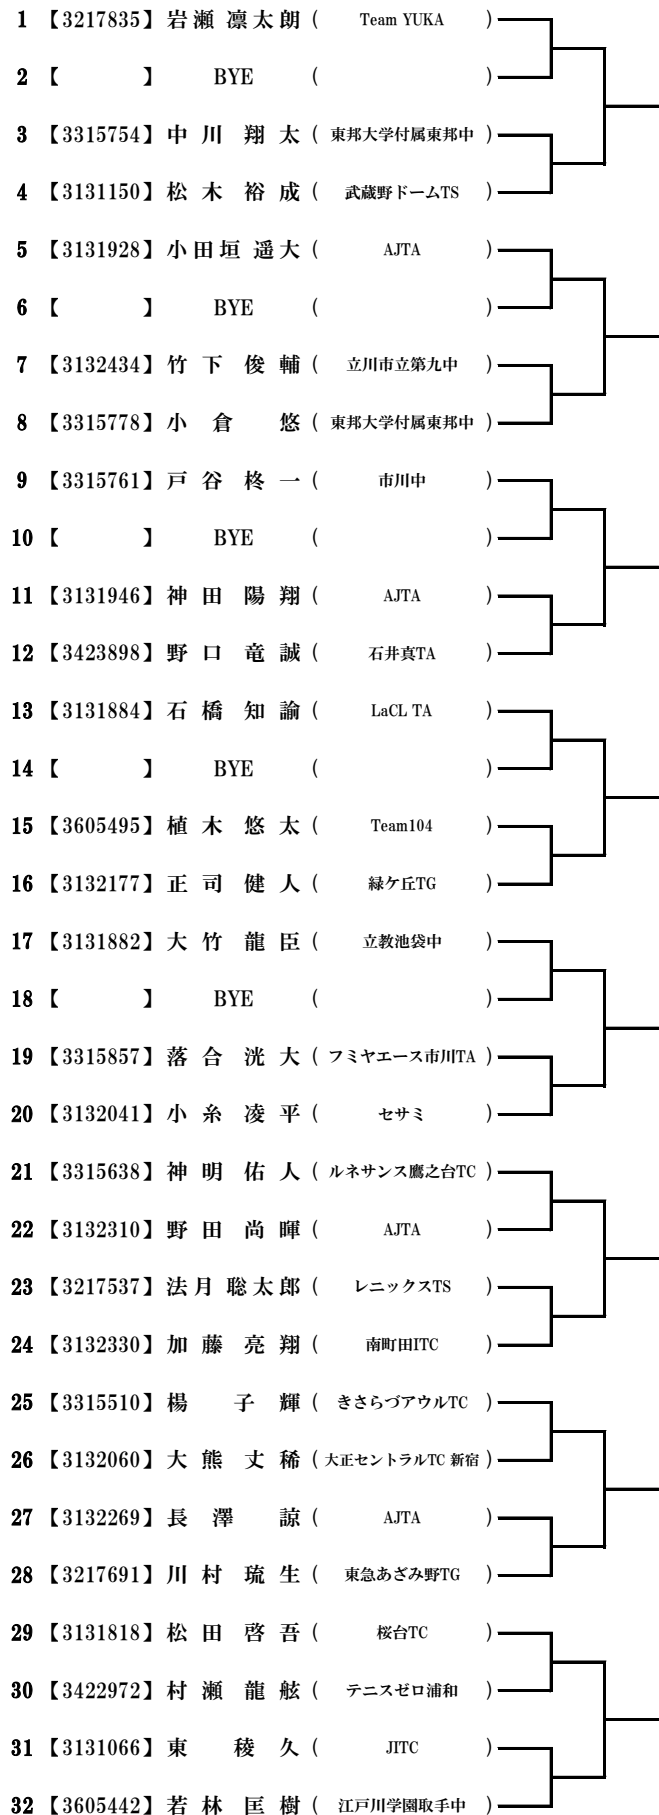 1 【3217835】 岩瀬 凛太朗 ( Team YUKA )
2 【 】 BYE ( )
3 【3315754】 中川 翔太 ( 東邦大学付属東邦中 )
4 【3131150】 松木 裕成 ( 武蔵野ドームTS )
5 【3131928】 小田垣 遥大 ( AJTA )
6 【 】 BYE ( )
7 【3132434】 竹下 俊輔 ( 立川市立第九中 )
8 【3315778】 小倉 悠 ( 東邦大学付属東邦中 )
9 【3315761】 戸谷 柊一 ( 市川中 )
10 【 】 BYE ( )
11 【3131946】 神田 陽翔 ( AJTA )
12 【3423898】 野口 竜誠 ( 石井真TA )
13 【3131884】 石橋 知諭 ( LaCL TA )
14 【 】 BYE ( )
15 【3605495】 植木 悠太 ( Team104 )
16 【3132177】 正司 健人 ( 緑ケ丘TG )
17 【3131882】 大竹 龍臣 ( 立教池袋中 )
18 【 】 BYE ( )
19 【3315857】 落合 洸大 ( フミヤエース市川TA )
20 【3132041】 小糸 凌平 ( セサミ )
21 【3315638】 神明 佑人 ( ルネサンス鷹之台TC )
22 【3132310】 野田 尚暉 ( AJTA )
23 【3217537】 法月 聡太郎 ( レニックスTS )
24 【3132330】 加藤 亮翔 ( 南町田ITC )
25 【3315510】 楊 子輝 ( きさらづアウルTC )
26 【3132060】 大熊 丈稀 ( 大正セントラルTC 新宿 )
27 【3132269】 長澤 諒 ( AJTA )
28 【3217691】 川村 琉生 ( 東急あざみ野TG )
29 【3131818】 松田 啓吾 ( 桜台TC )
30 【3422972】 村瀬 龍舷 ( テニスゼロ浦和 )
31 【3131066】 東 稜久 ( JITC )
32 【3605442】 若林 匡樹 ( 江戸川学園取手中 )